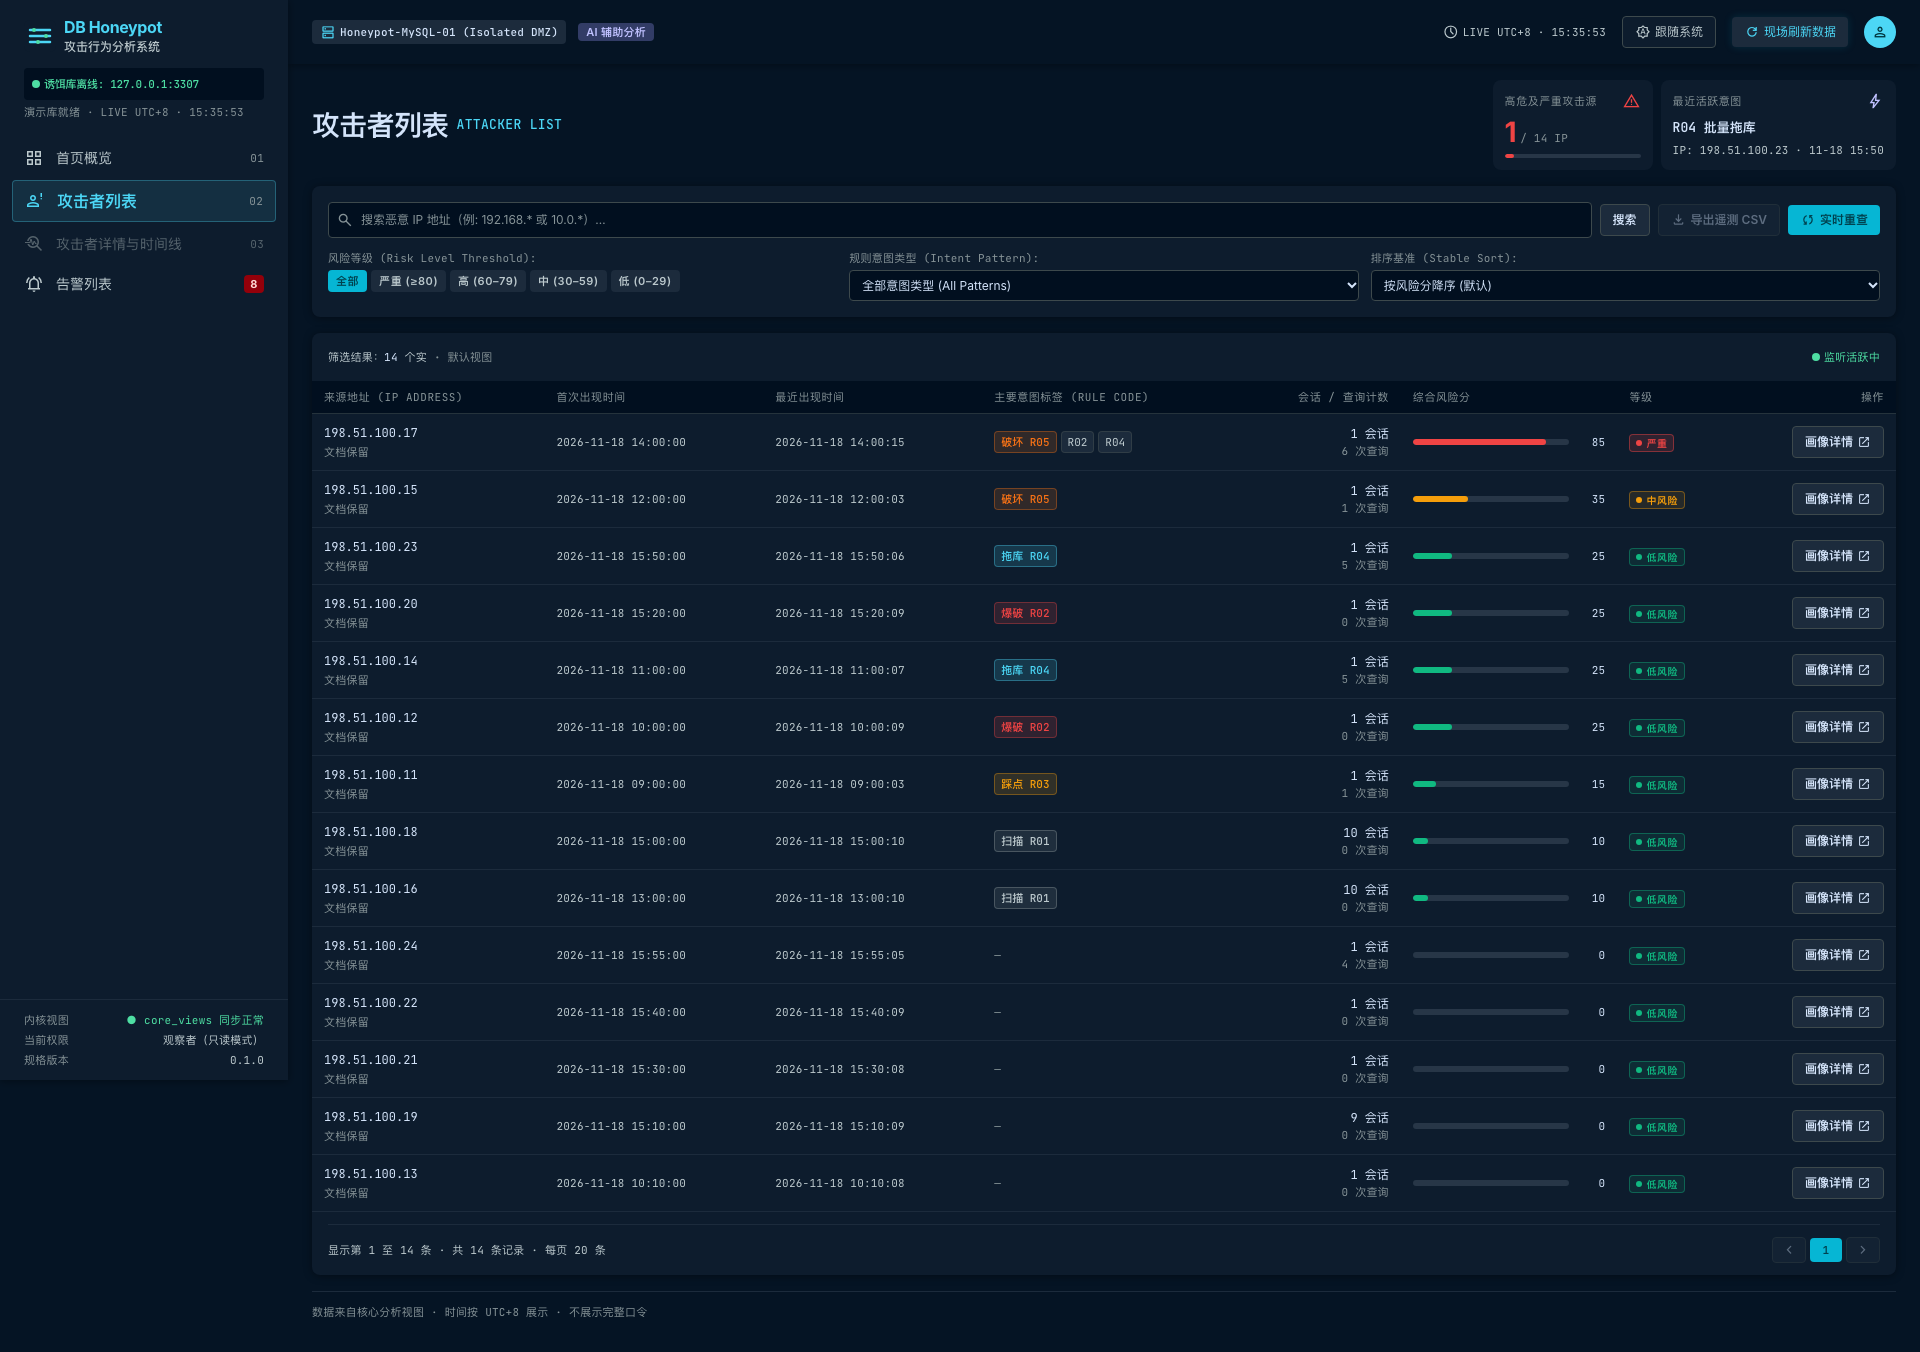 DB Honeypot
攻击行为分析系统
诱饵库离线: 127.0.0.1:3307
演示库就绪 · LIVE UTC+8 · 15:35:53
首页概览 01
攻击者列表 02
攻击者详情与时间线 03
告警列表 8
内核视图 core_views 同步正常
当前权限 观察者 (只读模式)
规格版本 0.1.0
Honeypot-MySQL-01 (Isolated DMZ) AI 辅助分析
LIVE UTC+8 · 15:35:53 跟随系统 现场刷新数据
攻击者列表 ATTACKER LIST
高危及严重攻击源
1 / 14 IP
最近活跃意图
R04 批量拖库
IP: 198.51.100.23 · 11-18 15:50
搜索恶意 IP 地址 (例: 192.168.* 或 10.0.*) ...
搜索 导出遥测 CSV 实时重查
风险等级 (Risk Level Threshold):
全部 严重 (≥80) 高 (60–79) 中 (30–59) 低 (0–29)
规则意图类型 (Intent Pattern):
全部意图类型 (All Patterns)
排序基准 (Stable Sort):
按风险分降序 (默认)
筛选结果: 14 个实 · 默认视图 监听活跃中
来源地址 (IP ADDRESS) 首次出现时间 最近出现时间 主要意图标签 (RULE CODE) 会话 / 查询计数 综合风险分 等级 操作
198.51.100.17 2026-11-18 14:00:00 2026-11-18 14:00:15 破坏 R05 R02 R04 1 会话 85 严重 画像详情
文档保留 6 次查询
198.51.100.15 2026-11-18 12:00:00 2026-11-18 12:00:03 破坏 R05 1 会话 35 中风险 画像详情
文档保留 1 次查询
198.51.100.23 2026-11-18 15:50:00 2026-11-18 15:50:06 拖库 R04 1 会话 25 低风险 画像详情
文档保留 5 次查询
198.51.100.20 2026-11-18 15:20:00 2026-11-18 15:20:09 爆破 R02 1 会话 25 低风险 画像详情
文档保留 0 次查询
198.51.100.14 2026-11-18 11:00:00 2026-11-18 11:00:07 拖库 R04 1 会话 25 低风险 画像详情
文档保留 5 次查询
198.51.100.12 2026-11-18 10:00:00 2026-11-18 10:00:09 爆破 R02 1 会话 25 低风险 画像详情
文档保留 0 次查询
198.51.100.11 2026-11-18 09:00:00 2026-11-18 09:00:03 踩点 R03 1 会话 15 低风险 画像详情
文档保留 1 次查询
198.51.100.18 2026-11-18 15:00:00 2026-11-18 15:00:10 扫描 R01 10 会话 10 低风险 画像详情
文档保留 0 次查询
198.51.100.16 2026-11-18 13:00:00 2026-11-18 13:00:10 扫描 R01 10 会话 10 低风险 画像详情
文档保留 0 次查询
198.51.100.24 2026-11-18 15:55:00 2026-11-18 15:55:05 — 1 会话 0 低风险 画像详情
文档保留 4 次查询
198.51.100.22 2026-11-18 15:40:00 2026-11-18 15:40:09 — 1 会话 0 低风险 画像详情
文档保留 0 次查询
198.51.100.21 2026-11-18 15:30:00 2026-11-18 15:30:08 — 1 会话 0 低风险 画像详情
文档保留 0 次查询
198.51.100.19 2026-11-18 15:10:00 2026-11-18 15:10:09 — 9 会话 0 低风险 画像详情
文档保留 0 次查询
198.51.100.13 2026-11-18 10:10:00 2026-11-18 10:10:08 — 1 会话 0 低风险 画像详情
文档保留 0 次查询
显示第 1 至 14 条 · 共 14 条记录 · 每页 20 条 1
数据来自核心分析视图 · 时间按 UTC+8 展示 · 不展示完整口令